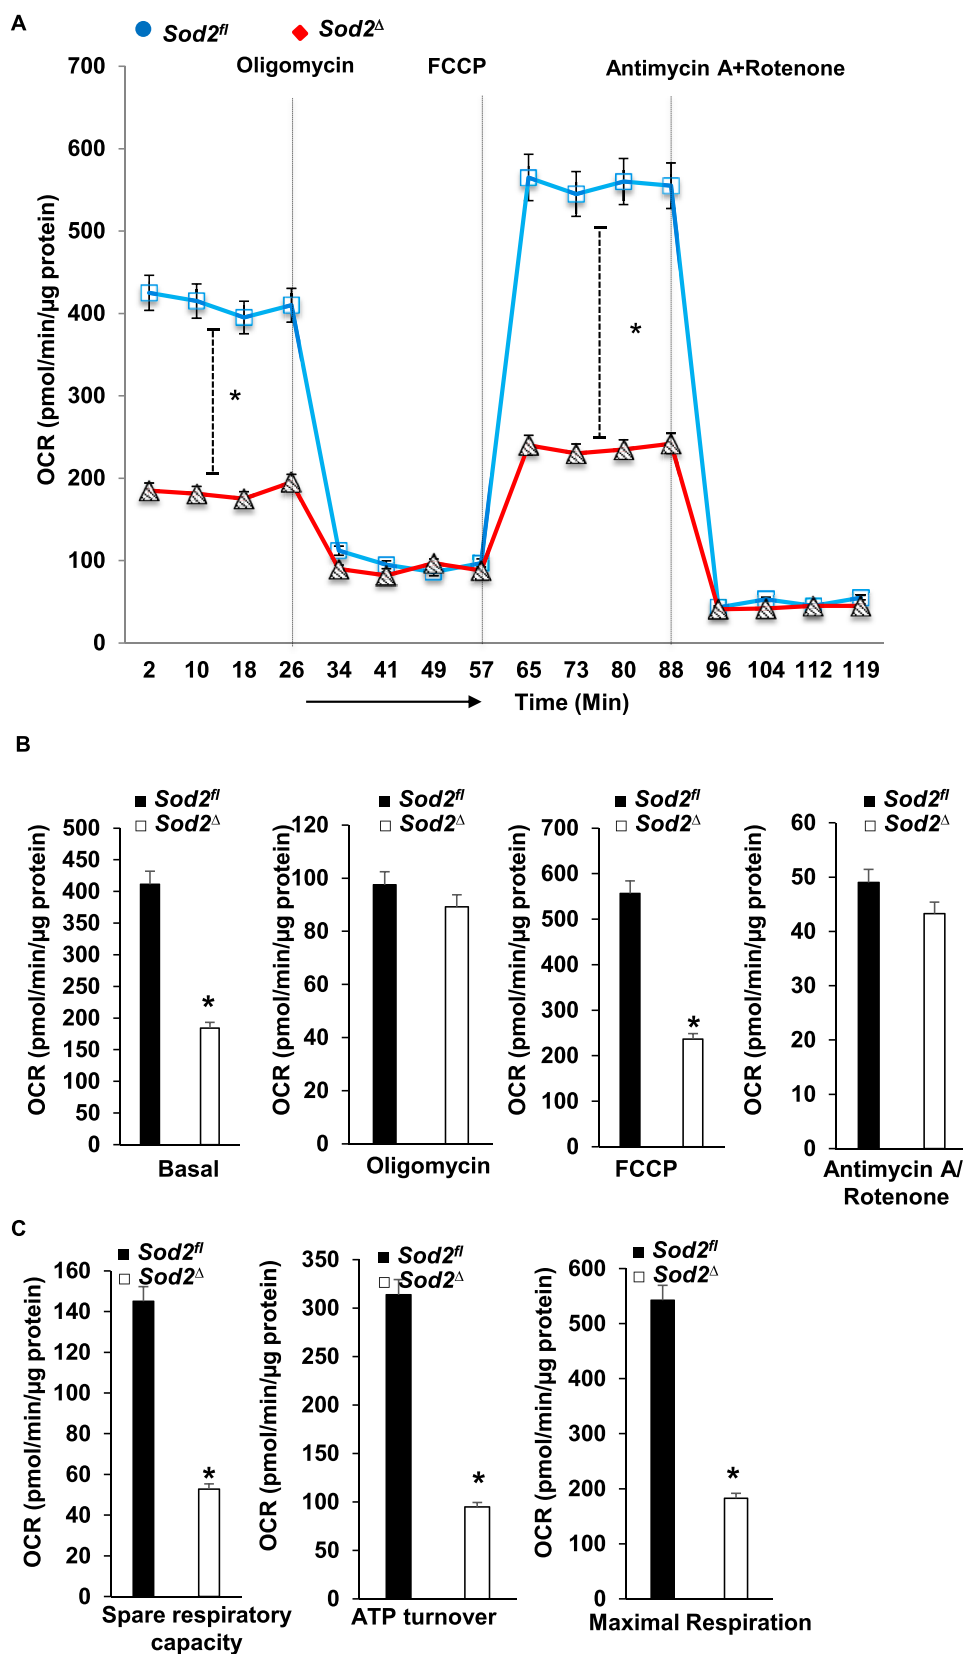 A
Sod2fl Sod2Δ
Oligomycin FCCP Antimycin A+Rotenone
OCR (pmol/min/µg protein)
700
600
500
400
300
200
100
0
* *
2 10 18 26 34 41 49 57 65 73 80 88 96 104 112 119
Time (Min)
B
Sod2fl
Sod2Δ
OCR (pmol/min/µg protein)
500
450
400
350
300
250
200
150
100
50
0
*
Basal
Sod2fl
Sod2Δ
OCR (pmol/min/µg protein)
120
100
80
60
40
20
0
Oligomycin
Sod2fl
Sod2Δ
OCR (pmol/min/µg protein)
700
600
500
400
300
200
100
0
*
FCCP
Sod2fl
Sod2Δ
OCR (pmol/min/µg protein)
60
50
40
30
20
10
0
Antimycin A/
Rotenone
C
Sod2fl
Sod2Δ
OCR (pmol/min/µg protein)
160
140
120
100
80
60
40
20
0
*
Spare respiratory
capacity
Sod2fl
Sod2Δ
OCR (pmol/min/µg protein)
350
300
350
200
150
100
50
0
*
ATP turnover
Sod2fl
Sod2Δ
OCR (pmol/min/µg protein)
600
500
400
300
200
100
0
*
Maximal Respiration